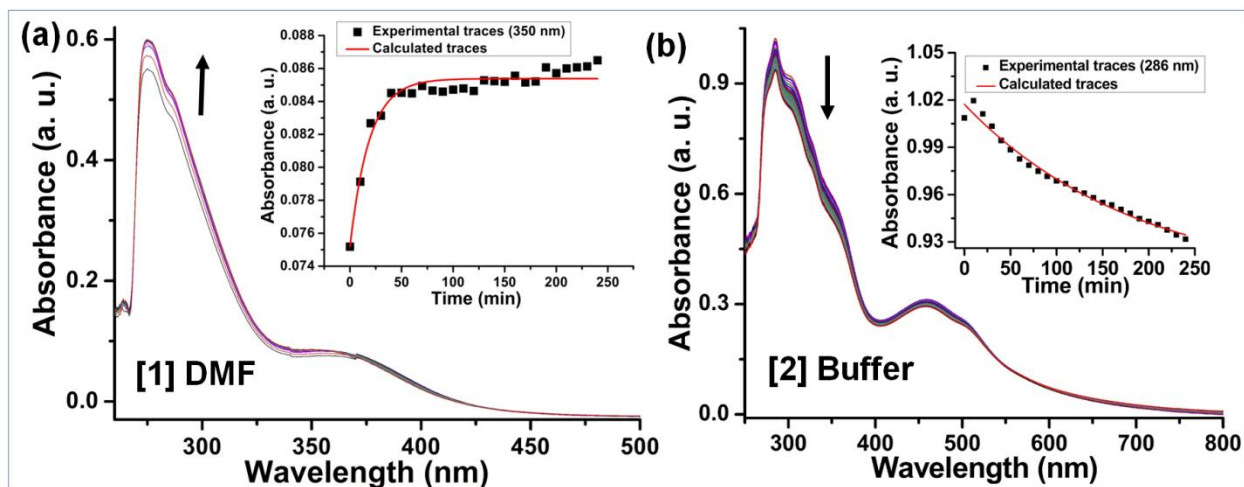 (a)
Absorbance (a. u.)
0.6
0.4
0.2
0.0
300
350
400
450
500
Wavelength (nm)
[1] DMF
Experimental traces (350 nm)
Calculated traces
Absorbance (a. u.)
0.088
0.086
0.084
0.082
0.080
0.078
0.076
0.074
0
50
100
150
200
250
Time (min)
(b)
Absorbance (a. u.)
0.9
0.6
0.3
0.0
300
400
500
600
700
800
Wavelength (nm)
[2] Buffer
Experimental traces (286 nm)
Calculated traces
Absorbance (a. u.)
1.05
1.02
0.99
0.96
0.93
0
50
100
150
200
250
Time (min)